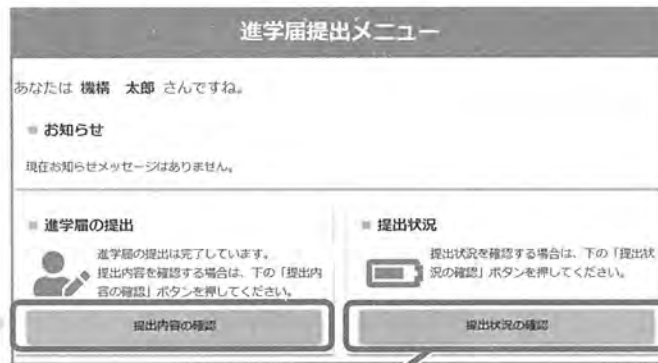 進学届提出メニュー
あなたは 機構 太郎 さんですね。
お知らせ
現在お知らせメッセージはありません。
進学届の提出
進学届の提出は完了しています。
提出内容を確認する場合は、下の「提出内
容の確認」ボタンを押してください。
提出内容の確認
提出状況
提出状況を確認する場合は、下の「提出状
況の確認」ボタンを押してください。
提出状況の確認